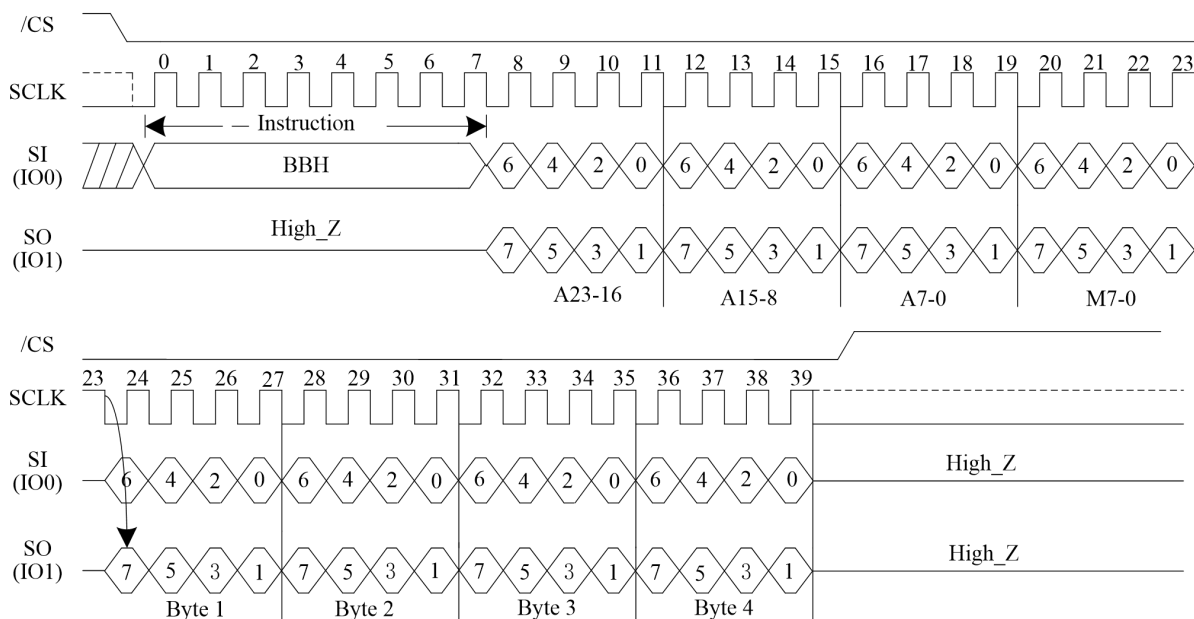 /CS
0 1 2 3 4 5 6 7 8 9 10 11 12 13 14 15 16 17 18 19 20 21 22 23
SCLK
Instruction
SI
(IO0)
BBH
6 4 2 0 6 4 2 0 6 4 2 0 6 4 2 0
High_Z
SO
(IO1)
7 5 3 1 7 5 3 1 7 5 3 1 7 5 3 1
A23-16 A15-8 A7-0 M7-0
/CS
23 24 25 26 27 28 29 30 31 32 33 34 35 36 37 38 39
SCLK
SI
(IO0)
6 4 2 0 6 4 2 0 6 4 2 0 6 4 2 0
High_Z
SO
(IO1)
7 5 3 1 7 5 3 1 7 5 3 1 7 5 3 1
High_Z
Byte 1 Byte 2 Byte 3 Byte 4